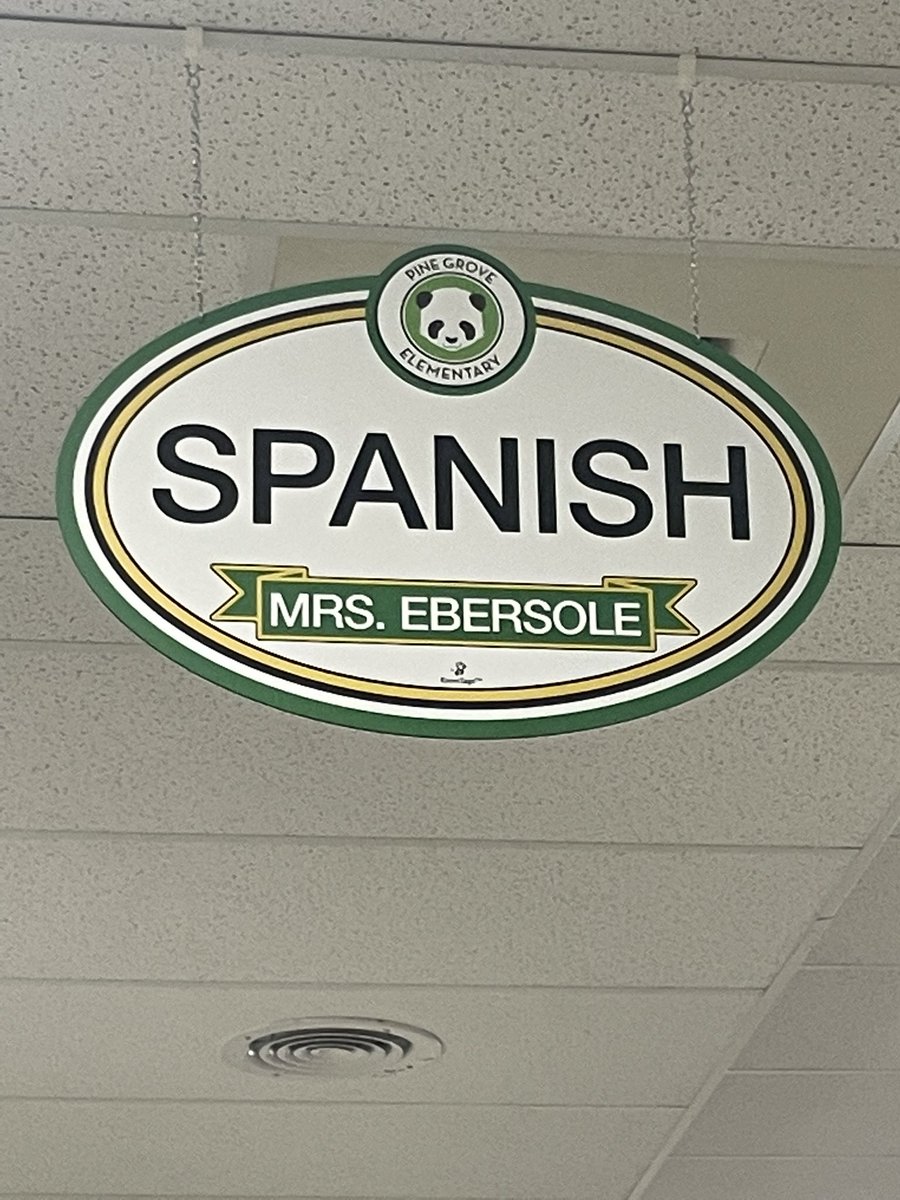 PINE GROVE
ELEMENTARY
SPANISH
MRS. EBERSOLE